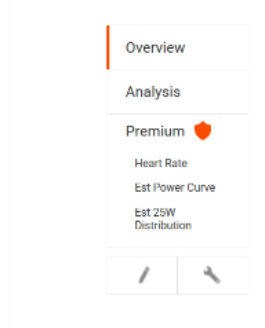 Overview
Analysis
Premium
Heart Rate
Est Power Curve
Est 25W
Distribution